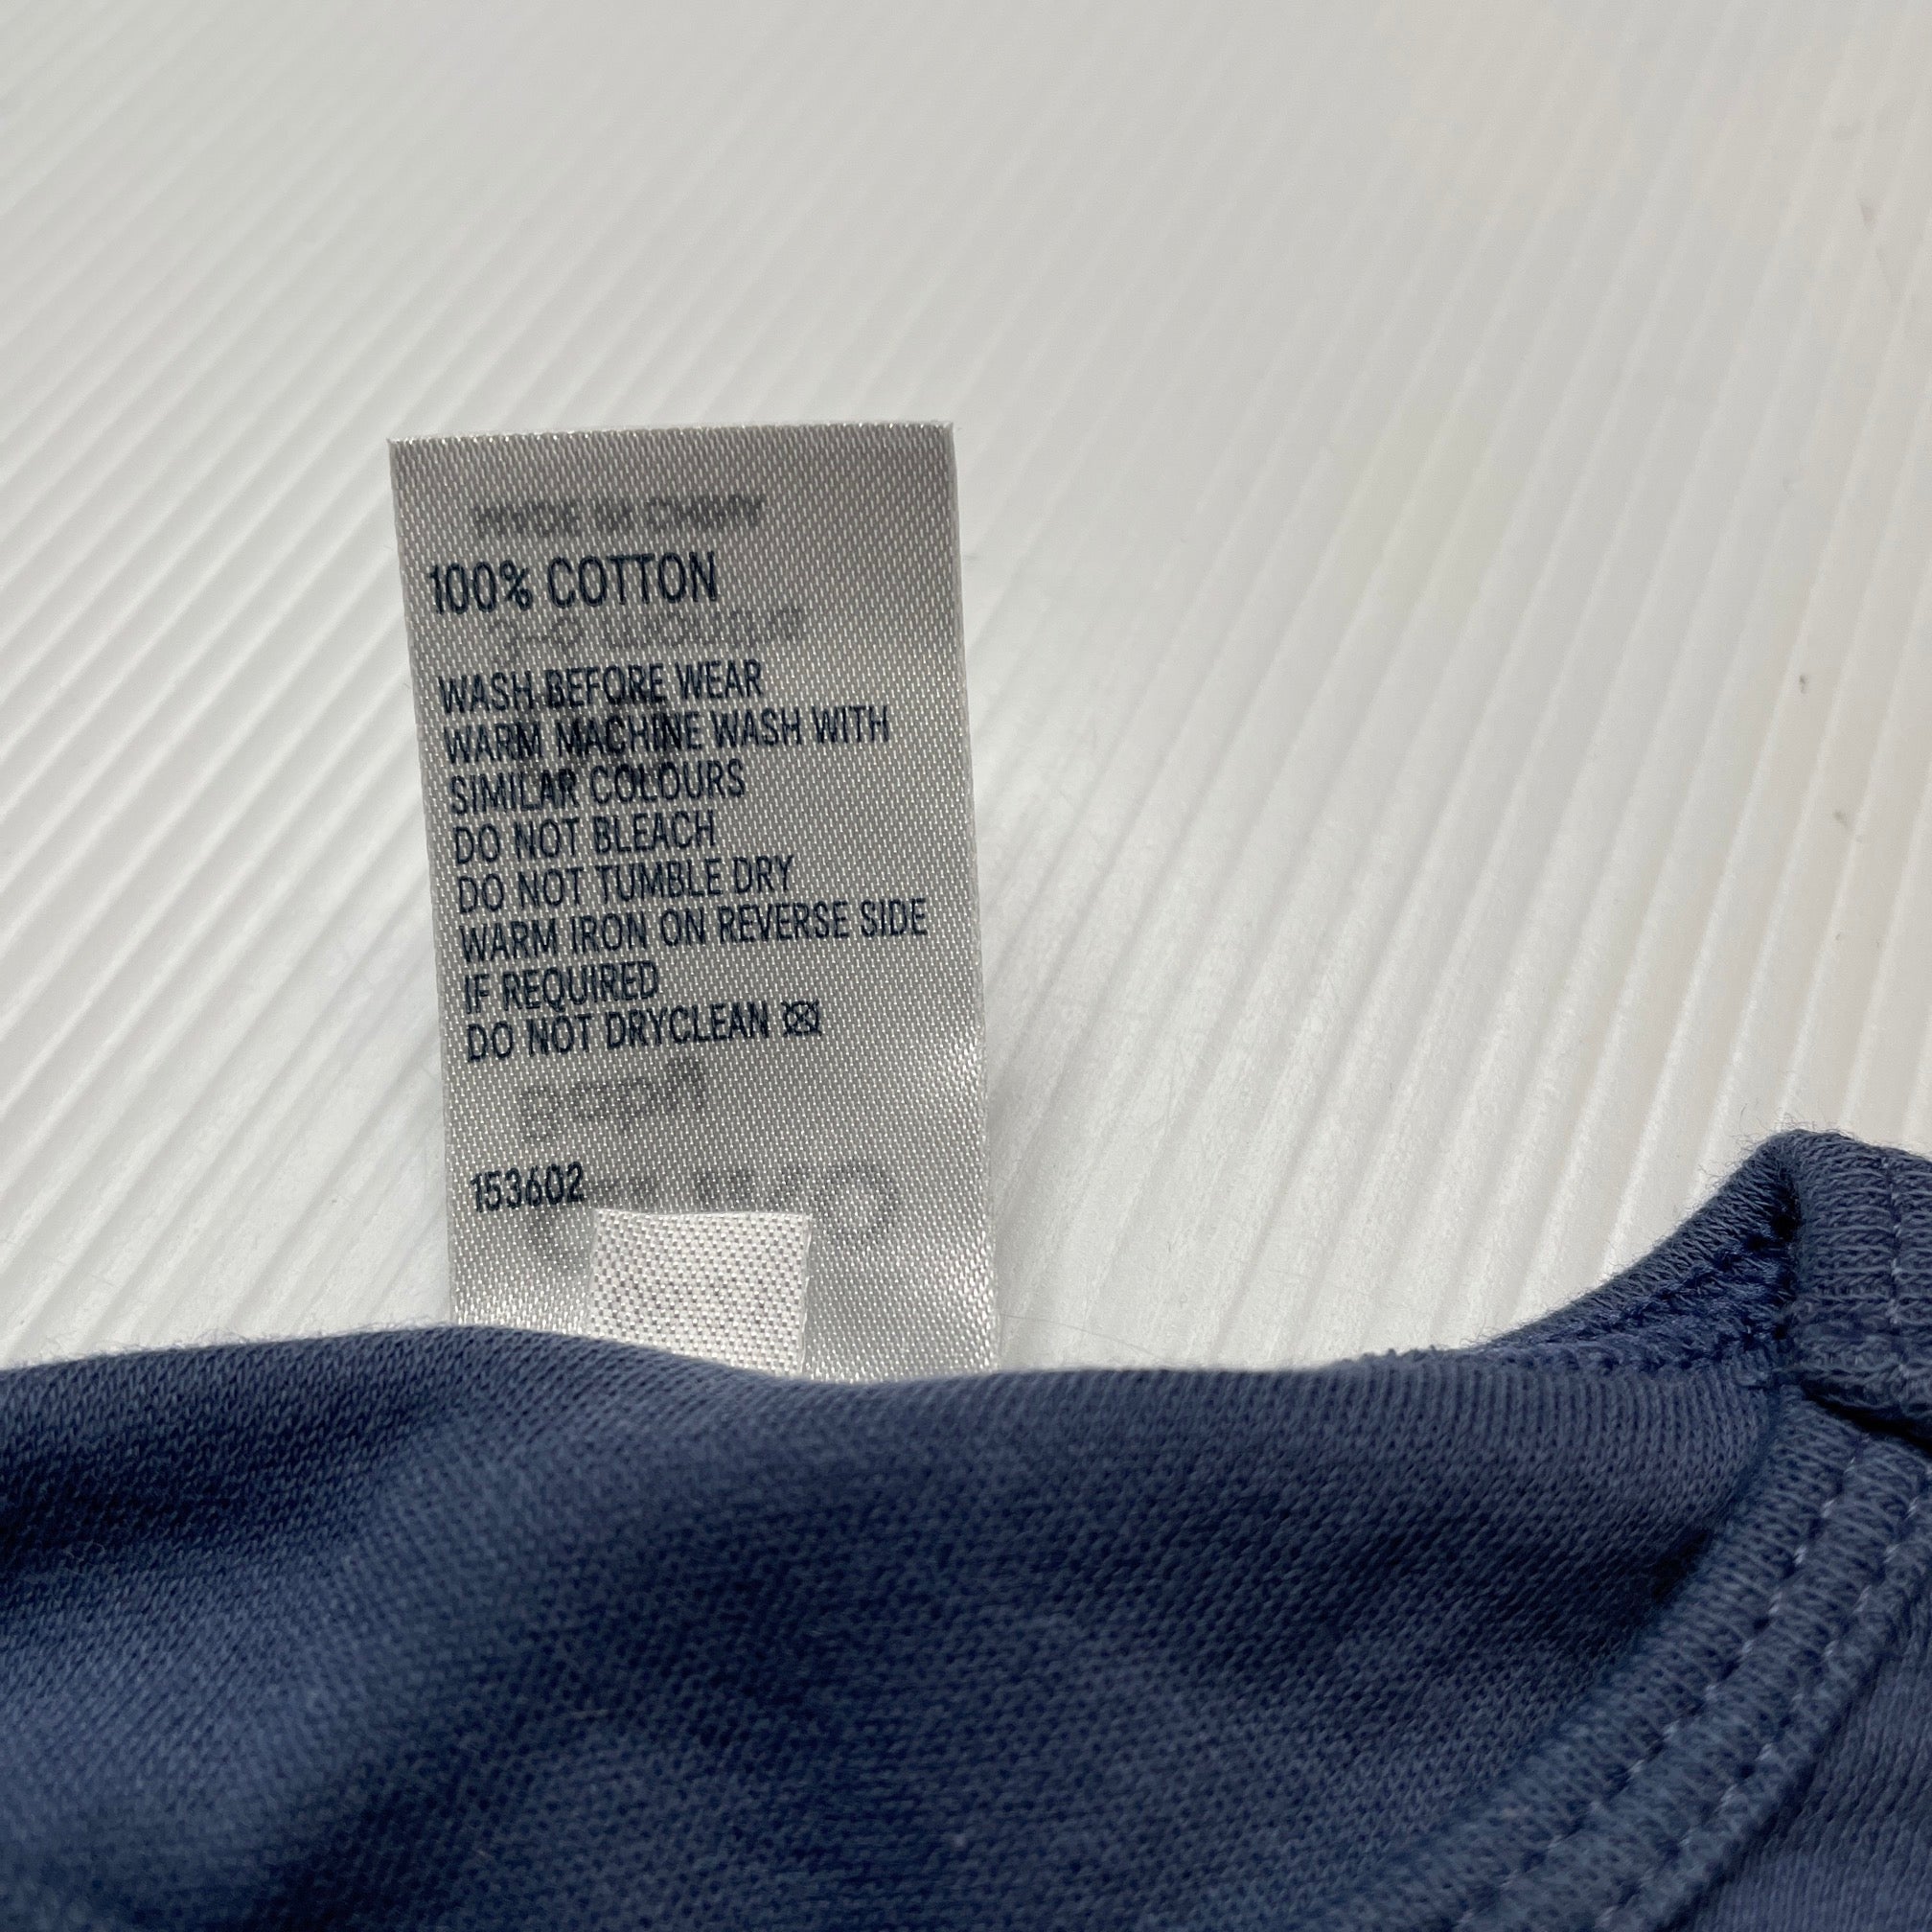 100% COTTON
WASH BEFORE WEAR
WARM MACHINE WASH WITH
SIMILAR COLOURS
DO NOT BLEACH
DO NOT TUMBLE DRY
WARM IRON ON REVERSE SIDE
IF REQUIRED
DO NOT DRYCLEAN
153602